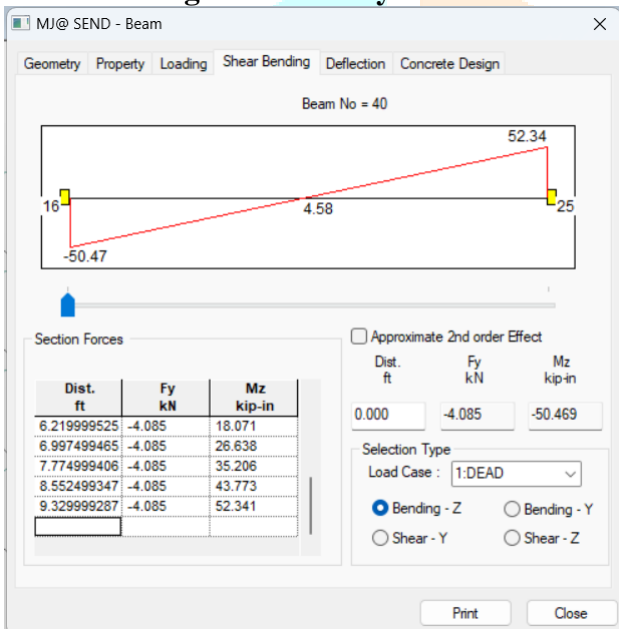 MJ@ SEND - Beam
Geometry Property Loading Shear Bending Deflection Concrete Design
Beam No = 40
52.34
16
4.58
25
-50.47
Section Forces
Dist. Fy Mz
ft kN kip-in
6.219999525 -4.085 18.071
6.997499465 -4.085 26.638
7.774999406 -4.085 35.206
8.552499347 -4.085 43.773
9.329999287 -4.085 52.341
Approximate 2nd order Effect
Dist. Fy Mz
ft kN kip-in
0.000 -4.085 -50.469
Selection Type
Load Case : 1:DEAD
Bending - Z Bending - Y
Shear - Y Shear - Z
Print Close